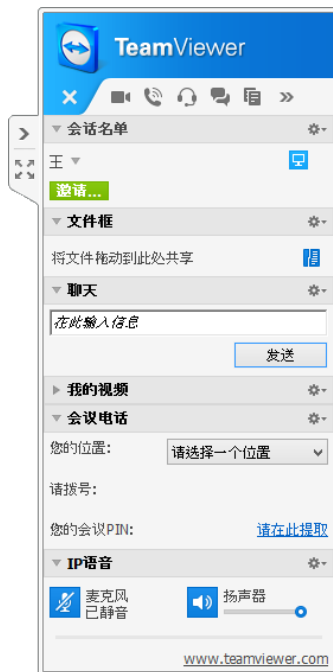 TeamViewer
会话名单
王
邀请...
文件框
将文件拖动到此处共享
聊天
在此输入信息
发送
我的视频
会议电话
您的位置: 请选择一个位置
请拨号:
您的会议PIN: 请在此提取
IP语音
麦克风 扬声器
已静音
www.teamviewer.com